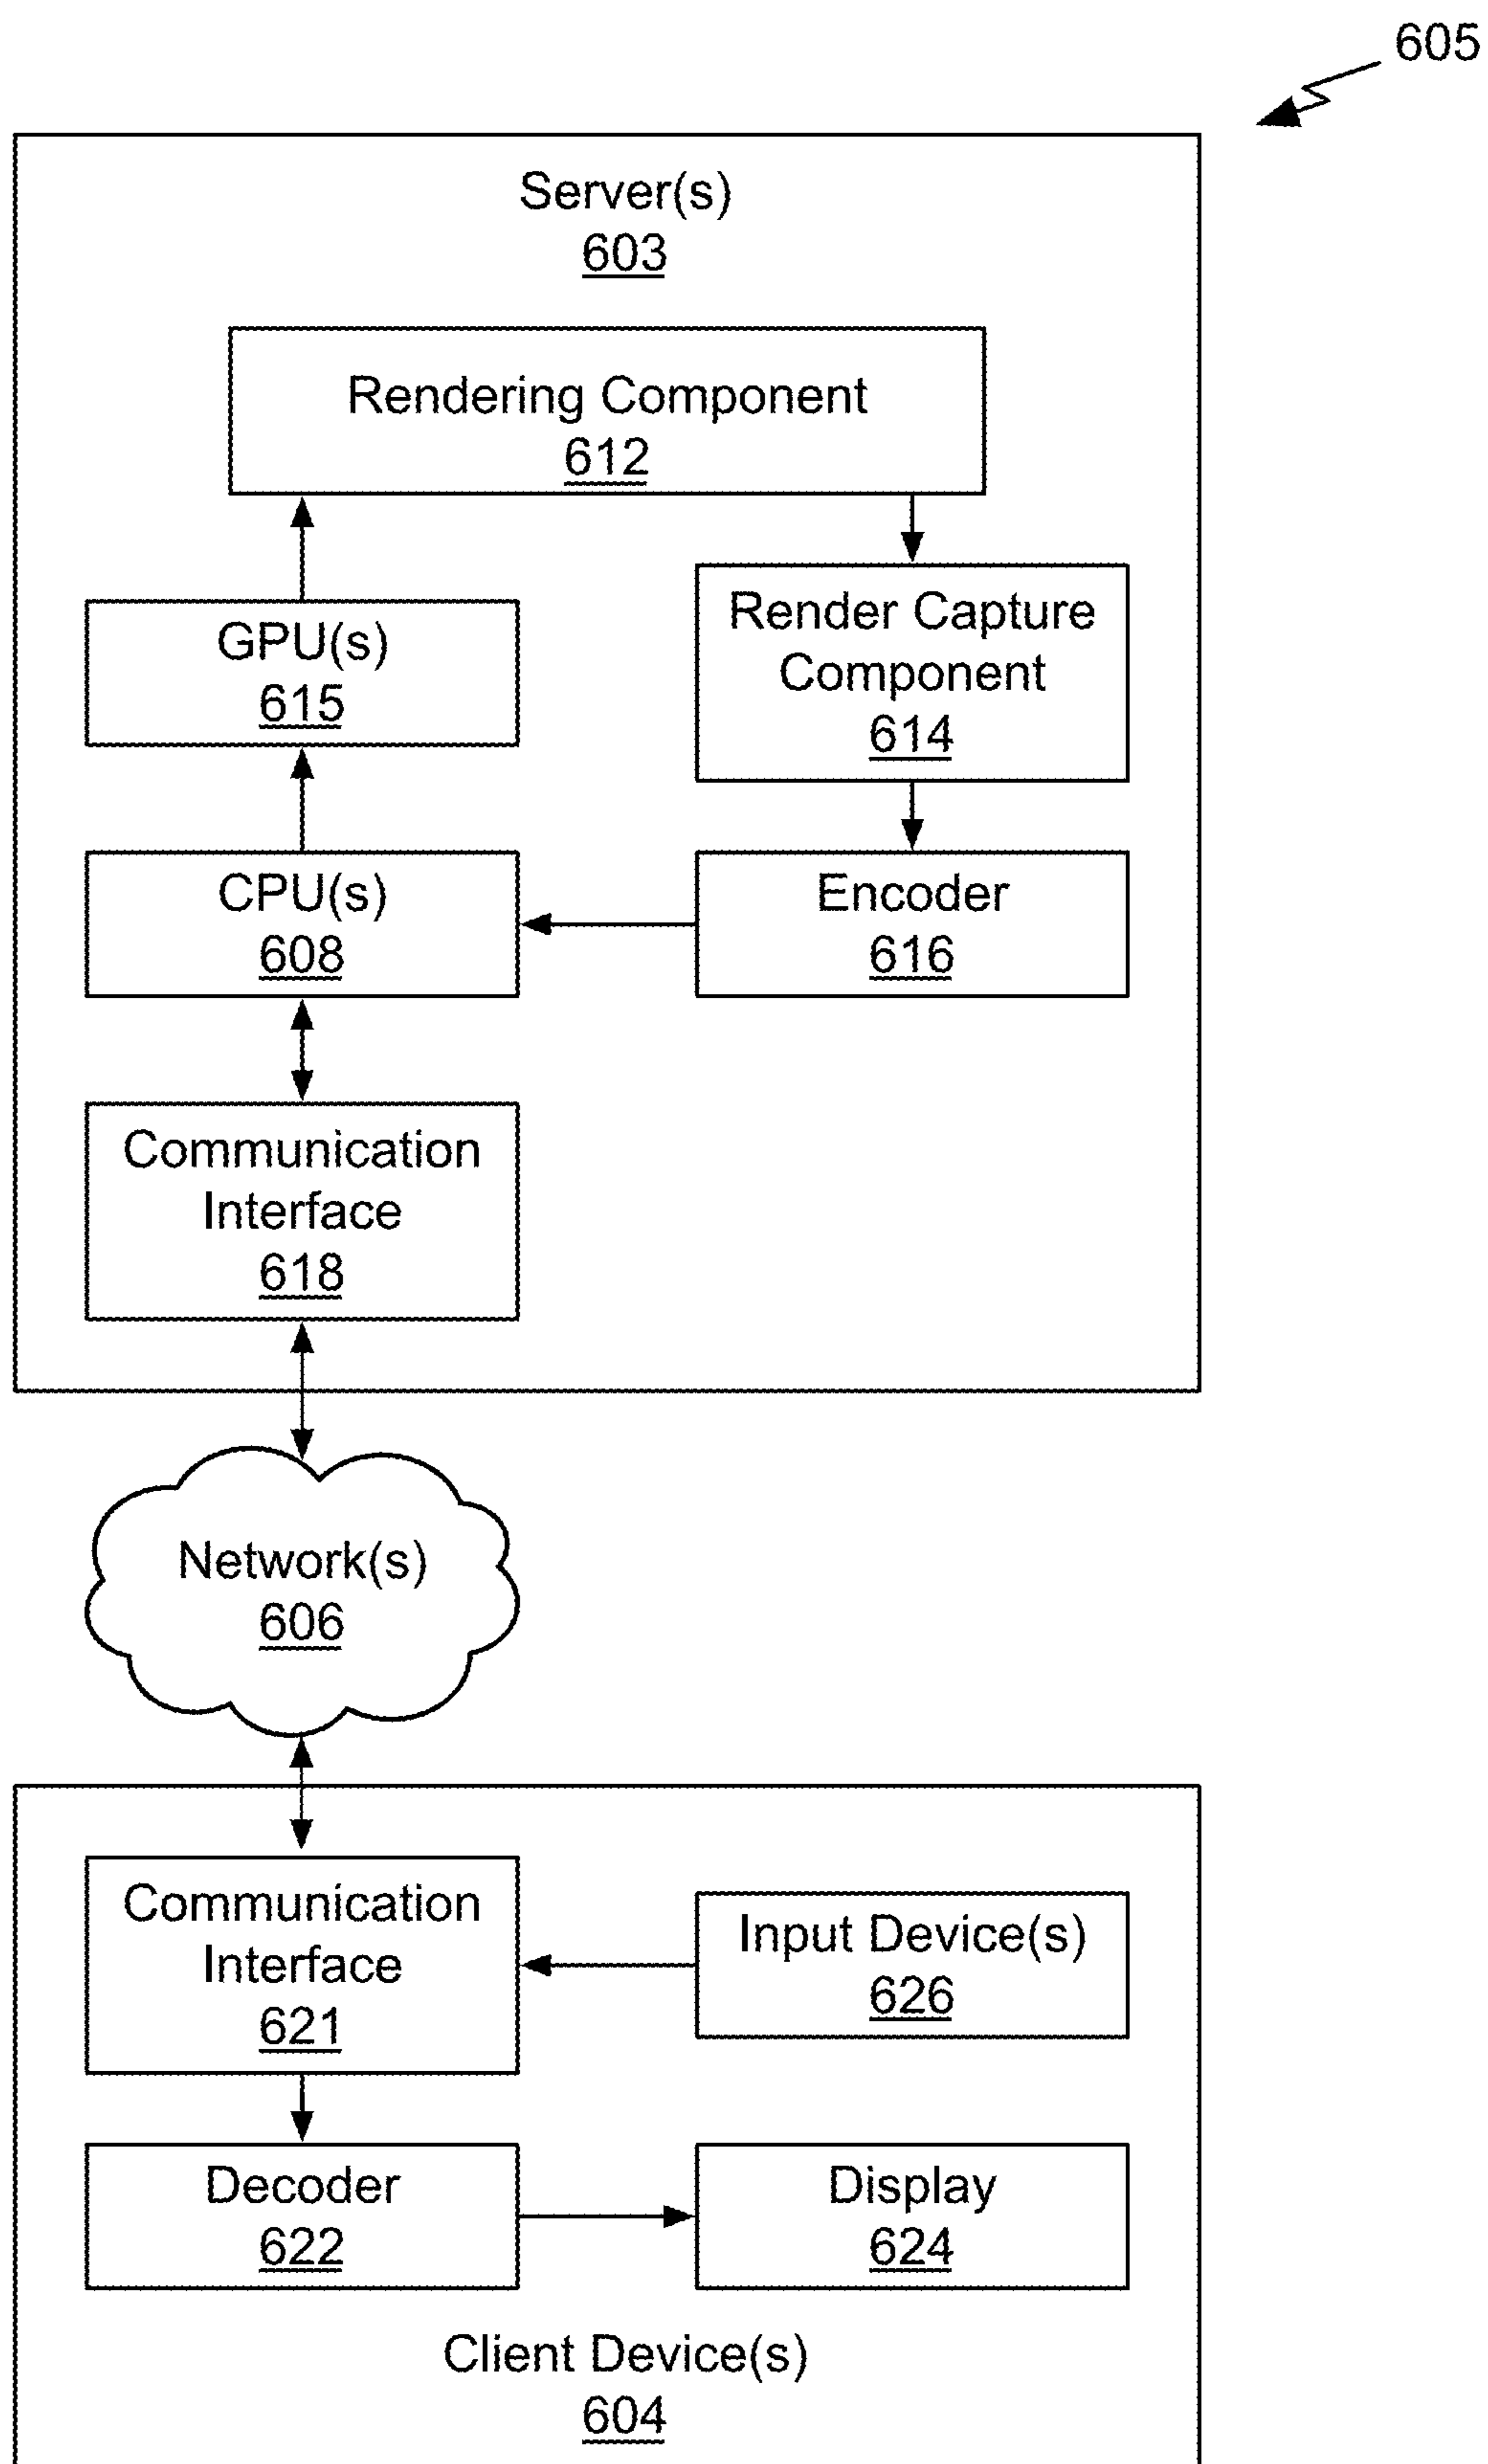 605
Server(s)
603
Rendering Component
612
GPU(s)
615
Render Capture
Component
614
CPU(s)
608
Encoder
616
Communication
Interface
618
Network(s)
606
Communication
Interface
621
Input Device(s)
626
Decoder
622
Display
624
Client Device(s)
604